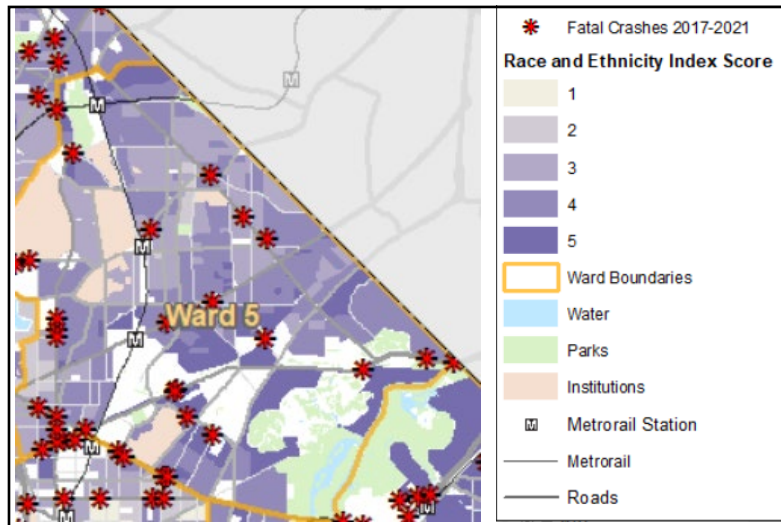 Ward 5
M
M
M
M
M
M
M
Fatal Crashes 2017-2021
Race and Ethnicity Index Score
1
2
3
4
5
Ward Boundaries
Water
Parks
Institutions
M Metrorail Station
Metrorail
Roads